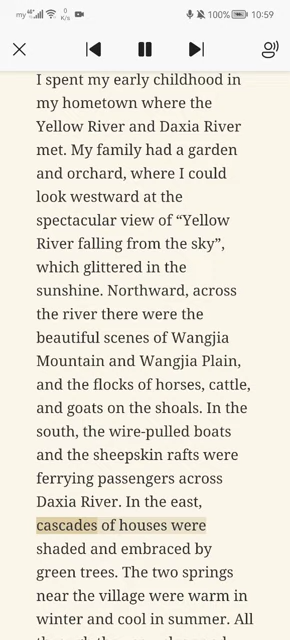 my 46° 0 K/s 100% 10:59
I spent my early childhood in
my hometown where the
Yellow River and Daxia River
met. My family had a garden
and orchard, where I could
look westward at the
spectacular view of “Yellow
River falling from the sky”,
which glittered in the
sunshine. Northward, across
the river there were the
beautiful scenes of Wangjia
Mountain and Wangjia Plain,
and the flocks of horses, cattle,
and goats on the shoals. In the
south, the wire-pulled boats
and the sheepskin rafts were
ferrying passengers across
Daxia River. In the east,
cascades of houses were
shaded and embraced by
green trees. The two springs
near the village were warm in
winter and cool in summer. All